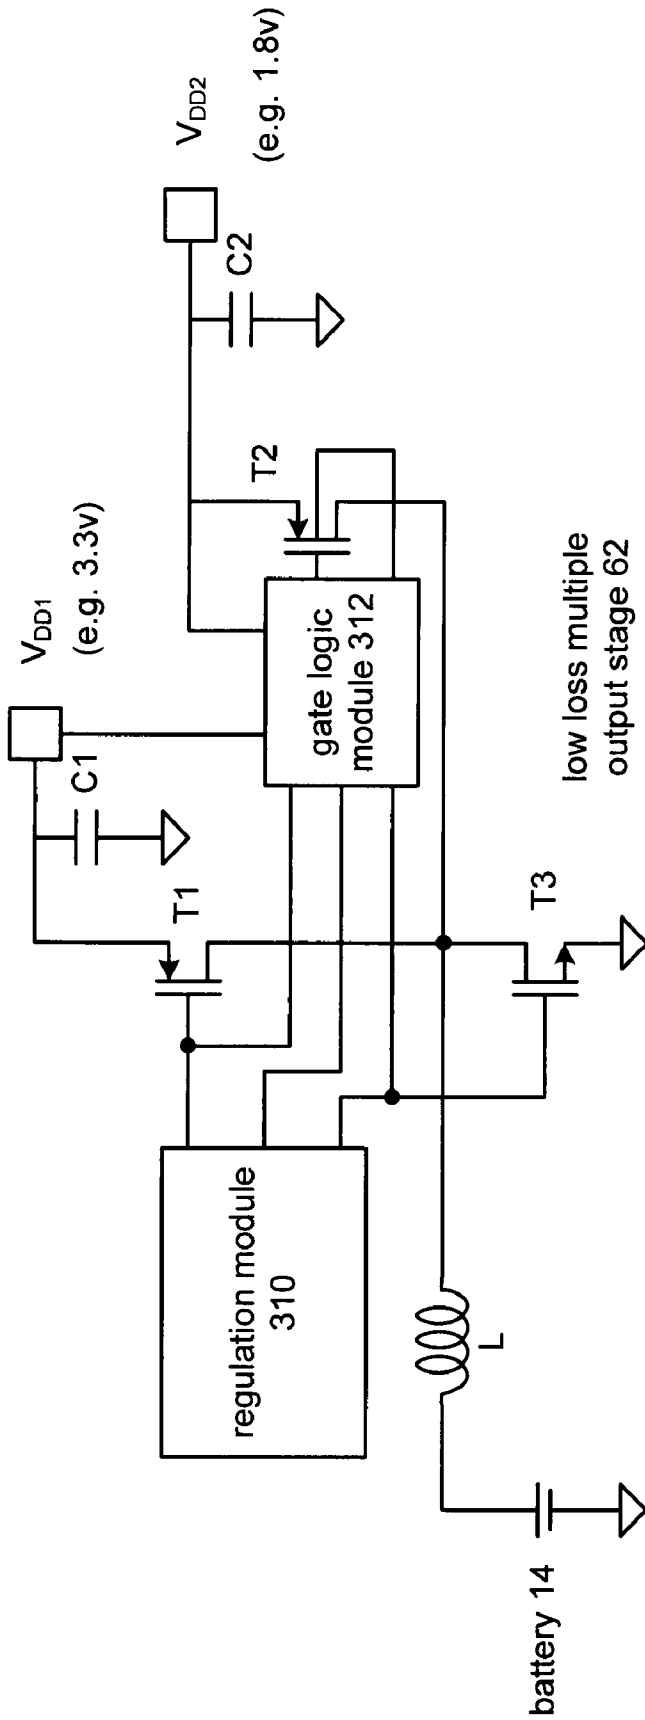 V_DD1
(e.g. 3.3v)
V_DD2
(e.g. 1.8v)
C1
C2
T1
T2
regulation module
310
gate logic
module 312
T3
L
battery 14
low loss multiple
output stage 62